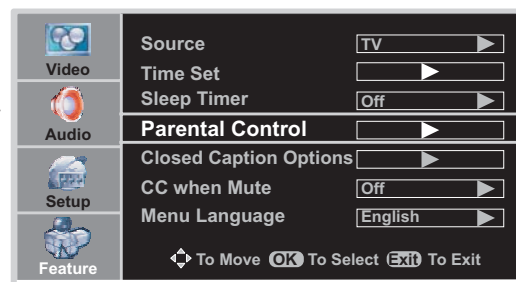 Video
Audio
Setup
Feature
Source TV
Time Set
Sleep Timer Off
Parental Control
Closed Caption Options
CC when Mute Off
Menu Language English
To Move OK To Select Exit To Exit